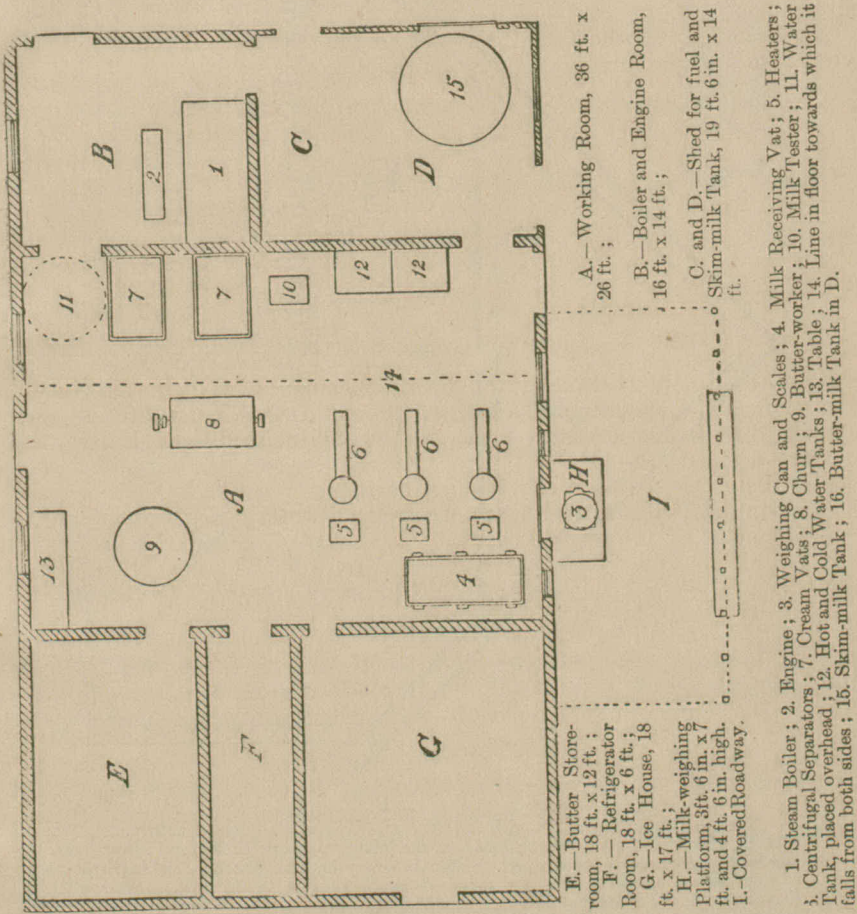 B
C
2
1
15
D
11
7
7
10
12
12
14
8
A
6
6
6
13
9
5
5
5
4
3
H
I
E
F
G
A.—Working Room, 36 ft. x
26 ft. ;
B.—Boiler and Engine Room,
16 ft. x 14 ft. ;
C. and D.—Shed for fuel and
Skim-milk Tank, 19 ft. 6 in. x 14
ft.
E.—Butter Store-
room, 18 ft. x 12 ft. ;
F. — Refrigerator
Room, 18 ft. x 6 ft. ;
G.—Ice House, 18
ft. x 17 ft. ;
H.—Milk-weighing
Platform, 3ft. 6 in. x 7
ft. and 4 ft. 6 in. high.
I.—Covered Roadway.
1. Steam Boiler ; 2. Engine ; 3. Weighing Can and Scales ; 4. Milk Receiving Vat ; 5. Heaters ;
Centrifugal Separators ; 7. Cream Vats ; 8. Churn ; 9. Butter-worker ; 10. Milk Tester ; 11. Water
Tank, placed overhead ; 12. Hot and Cold Water Tanks ; 13. Table ; 14. Line in floor towards which it
falls from both sides ; 15. Skim-milk Tank ; 16. Butter-milk Tank in D.